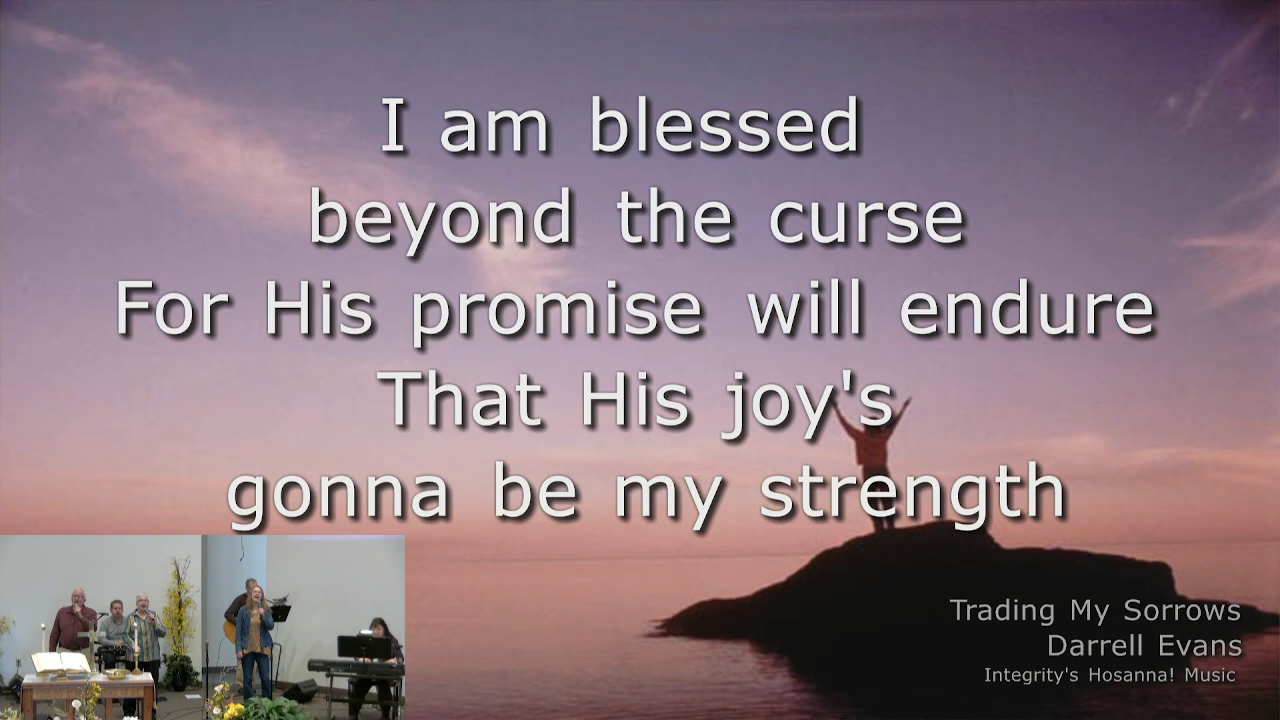 I am blessed
beyond the curse
For His promise will endure
That His joy's
gonna be my strength
Trading My Sorrows
Darrell Evans
Integrity's Hosanna! Music